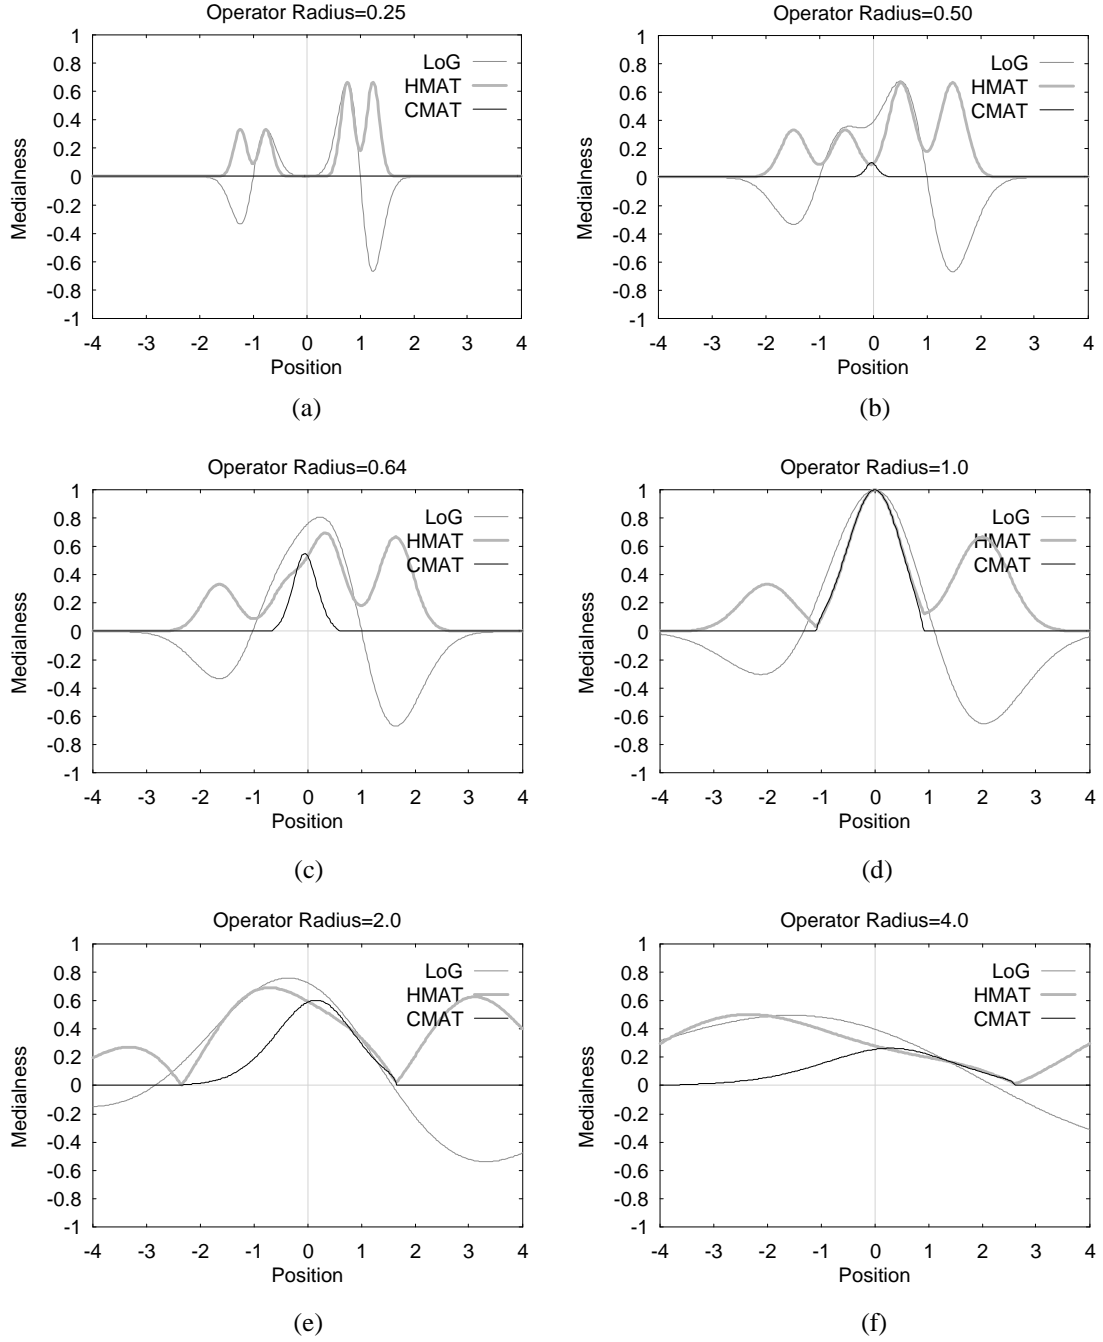 Operator Radius=0.25
1
0.8
0.6
0.4
0.2
0
-0.2
-0.4
-0.6
-0.8
-1
Medialness
LoG
HMAT
CMAT
-4 -3 -2 -1 0 1 2 3 4
Position
(a)
Operator Radius=0.50
1
0.8
0.6
0.4
0.2
0
-0.2
-0.4
-0.6
-0.8
-1
Medialness
LoG
HMAT
CMAT
-4 -3 -2 -1 0 1 2 3 4
Position
(b)
Operator Radius=0.64
1
0.8
0.6
0.4
0.2
0
-0.2
-0.4
-0.6
-0.8
-1
Medialness
LoG
HMAT
CMAT
-4 -3 -2 -1 0 1 2 3 4
Position
(c)
Operator Radius=1.0
1
0.8
0.6
0.4
0.2
0
-0.2
-0.4
-0.6
-0.8
-1
Medialness
LoG
HMAT
CMAT
-4 -3 -2 -1 0 1 2 3 4
Position
(d)
Operator Radius=2.0
1
0.8
0.6
0.4
0.2
0
-0.2
-0.4
-0.6
-0.8
-1
Medialness
LoG
HMAT
CMAT
-4 -3 -2 -1 0 1 2 3 4
Position
(e)
Operator Radius=4.0
1
0.8
0.6
0.4
0.2
0
-0.2
-0.4
-0.6
-0.8
-1
Medialness
LoG
HMAT
CMAT
-4 -3 -2 -1 0 1 2 3 4
Position
(f)